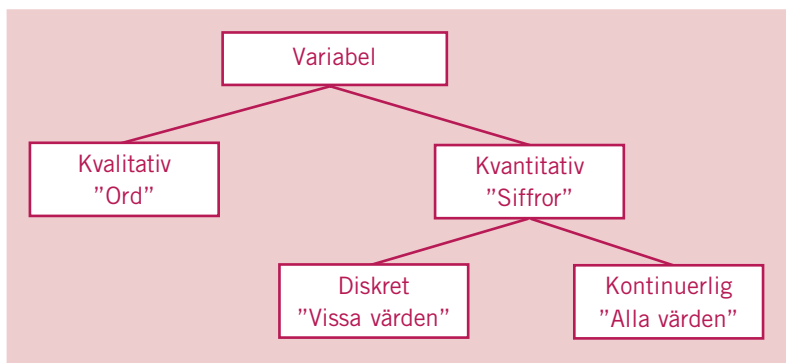 Variabel
Kvalitativ
”Ord”
Kvantitativ
”Siffror”
Diskret
”Vissa värden”
Kontinuerlig
”Alla värden”